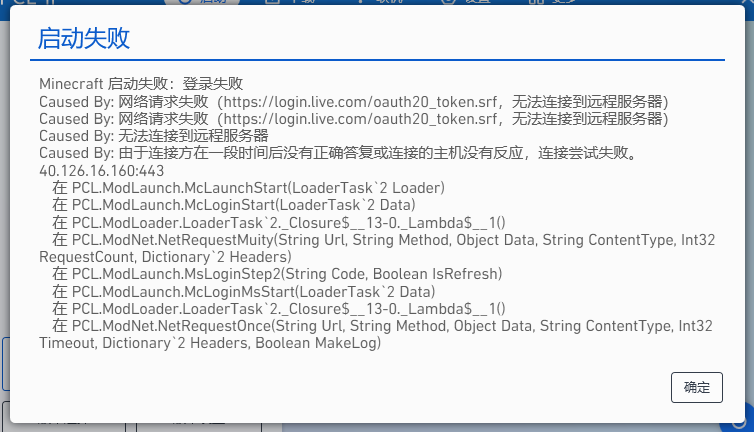 启动失败
Minecraft 启动失败：登录失败
Caused By: 网络请求失败（https://login.live.com/oauth20_token.srf，无法连接到远程服务器）
Caused By: 网络请求失败（https://login.live.com/oauth20_token.srf，无法连接到远程服务器）
Caused By: 无法连接到远程服务器
Caused By: 由于连接方在一段时间后没有正确答复或连接的主机没有反应，连接尝试失败。
40.126.16.160:443
在 PCL.ModLaunch.McLaunchStart(LoaderTask`2 Loader)
在 PCL.ModLaunch.McLoginStart(LoaderTask`2 Data)
在 PCL.ModLoader.LoaderTask`2._Closure$__13-0._Lambda$__1()
在 PCL.ModNet.NetRequestMuity(String Url, String Method, Object Data, String ContentType, Int32
RequestCount, Dictionary`2 Headers)
在 PCL.ModLaunch.MsLoginStep2(String Code, Boolean IsRefresh)
在 PCL.ModLaunch.McLoginMsStart(LoaderTask`2 Data)
在 PCL.ModLoader.LoaderTask`2._Closure$__13-0._Lambda$__1()
在 PCL.ModNet.NetRequestOnce(String Url, String Method, Object Data, String ContentType, Int32
Timeout, Dictionary`2 Headers, Boolean MakeLog)
确定